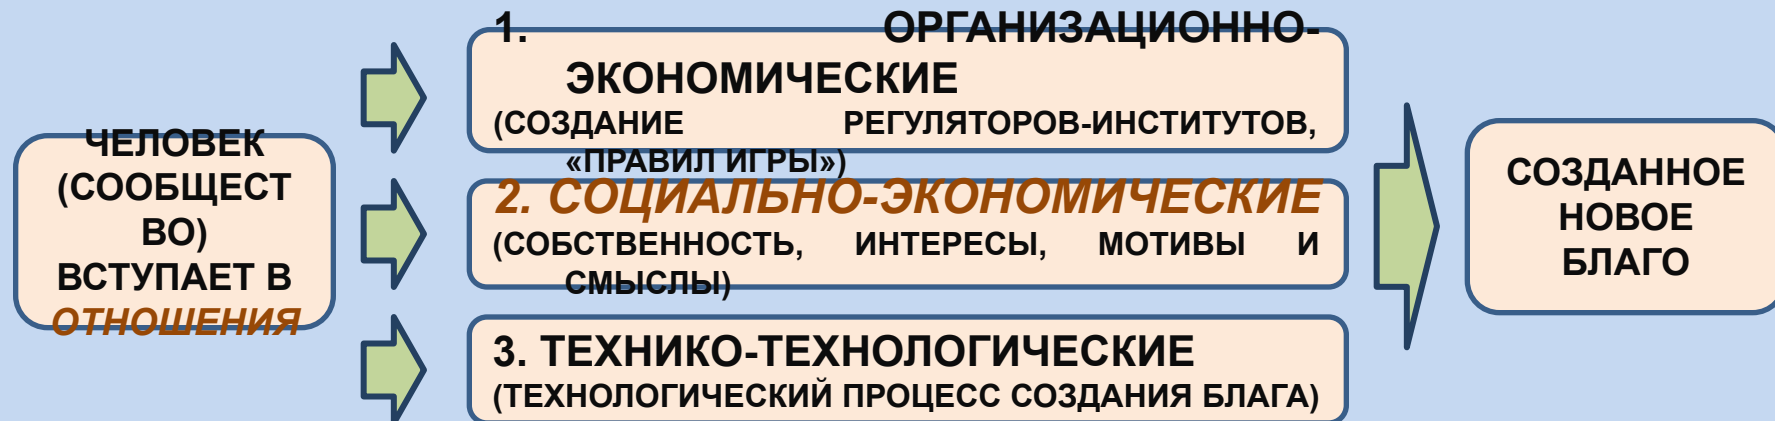 ЧЕЛОВЕК
(СООБЩЕСТ
ВО)
ВСТУПАЕТ В
ОТНОШЕНИЯ
1. ОРГАНИЗАЦИОННО-
ЭКОНОМИЧЕСКИЕ
(СОЗДАНИЕ РЕГУЛЯТОРОВ-ИНСТИТУТОВ,
«ПРАВИЛ ИГРЫ»)
2. СОЦИАЛЬНО-ЭКОНОМИЧЕСКИЕ
(СОБСТВЕННОСТЬ, ИНТЕРЕСЫ, МОТИВЫ И
СМЫСЛЫ)
3. ТЕХНИКО-ТЕХНОЛОГИЧЕСКИЕ
(ТЕХНОЛОГИЧЕСКИЙ ПРОЦЕСС СОЗДАНИЯ БЛАГА)
СОЗДАННОЕ
НОВОЕ
БЛАГО